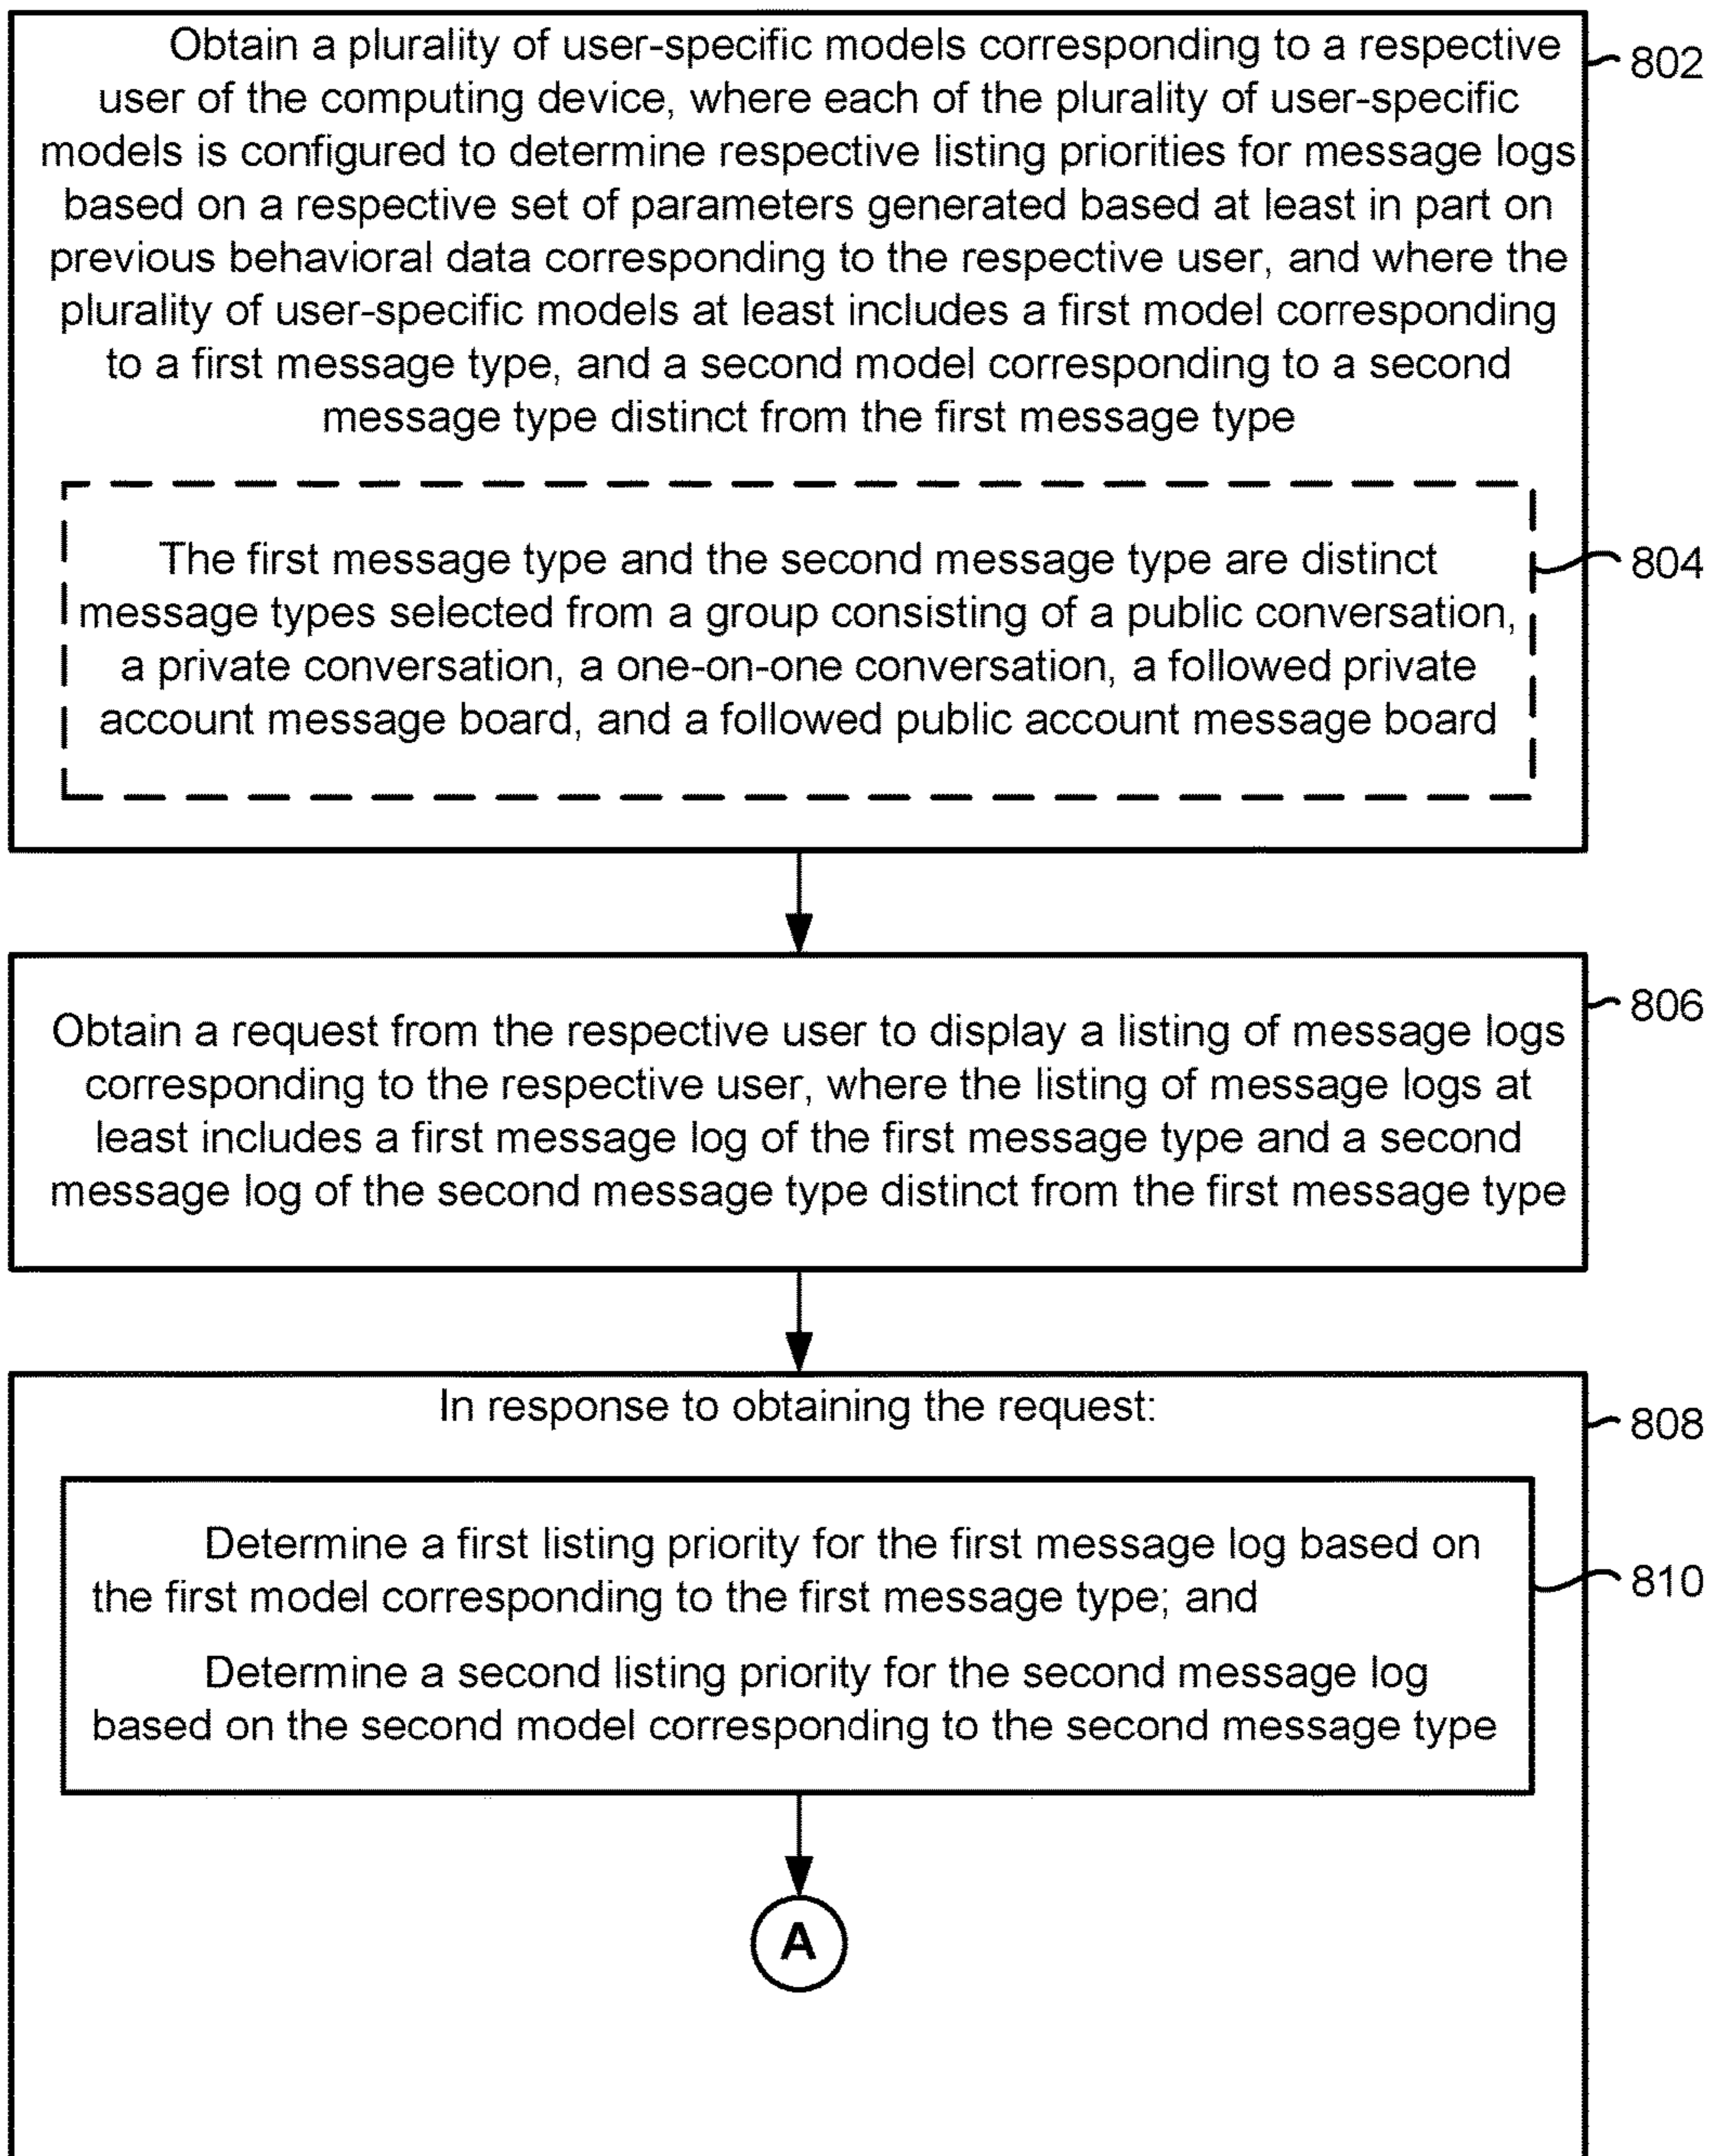 Obtain a plurality of user-specific models corresponding to a respective
user of the computing device, where each of the plurality of user-specific
models is configured to determine respective listing priorities for message logs
based on a respective set of parameters generated based at least in part on
previous behavioral data corresponding to the respective user, and where the
plurality of user-specific models at least includes a first model corresponding
to a first message type, and a second model corresponding to a second
message type distinct from the first message type
802
The first message type and the second message type are distinct
message types selected from a group consisting of a public conversation,
a private conversation, a one-on-one conversation, a followed private
account message board, and a followed public account message board
804
Obtain a request from the respective user to display a listing of message logs
corresponding to the respective user, where the listing of message logs at
least includes a first message log of the first message type and a second
message log of the second message type distinct from the first message type
806
In response to obtaining the request:
808
Determine a first listing priority for the first message log based on
the first model corresponding to the first message type; and
Determine a second listing priority for the second message log
based on the second model corresponding to the second message type
810
A